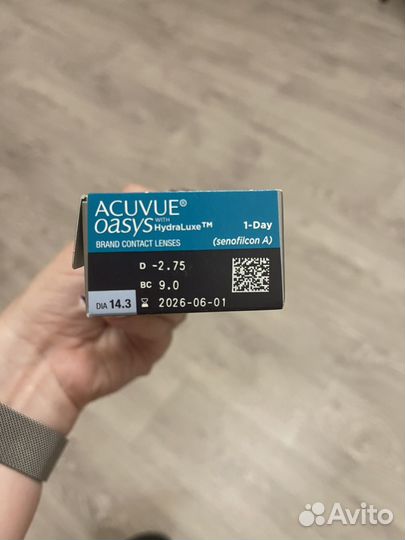 ACUVUE®
oasys WITH HydraLuxe™ 1-Day
BRAND CONTACT LENSES (senofilcon A)
D -2.75
BC 9.0
DIA 14.3 2026-06-01
Avito